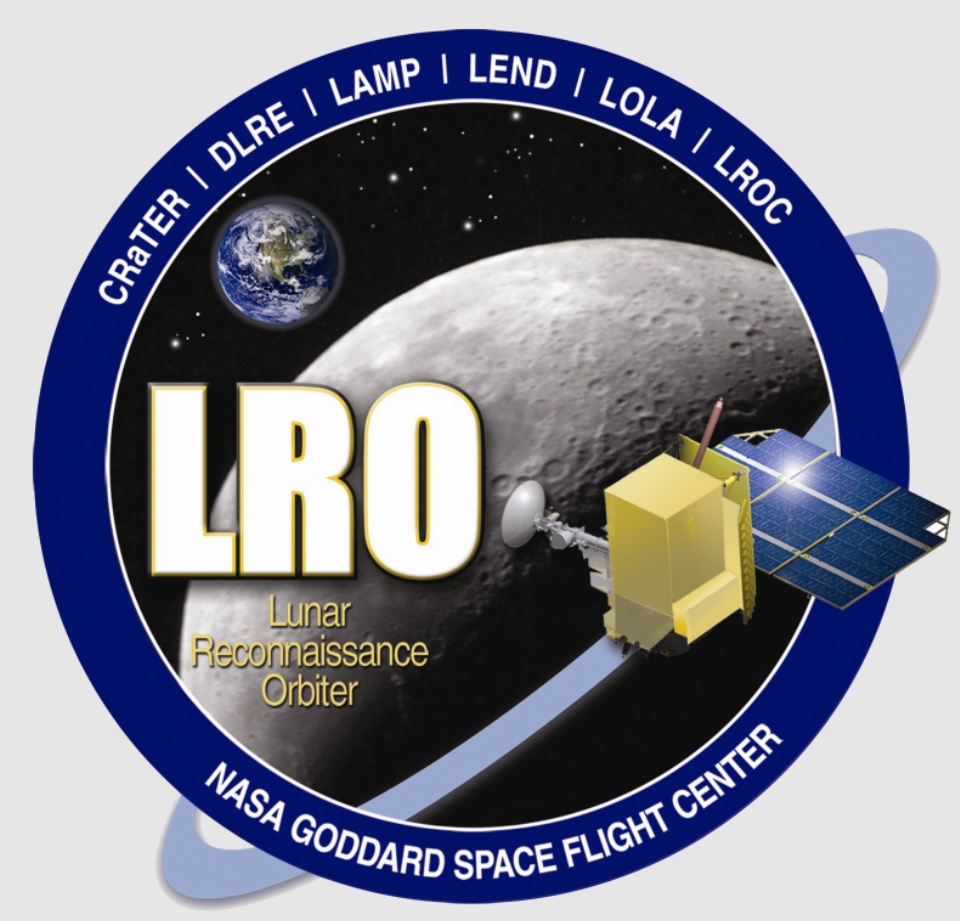 CRaTER | DLRE | LAMP | LEND | LOLA | LROC
LRO
Lunar
Reconnaissance
Orbiter
NASA GODDARD SPACE FLIGHT CENTER